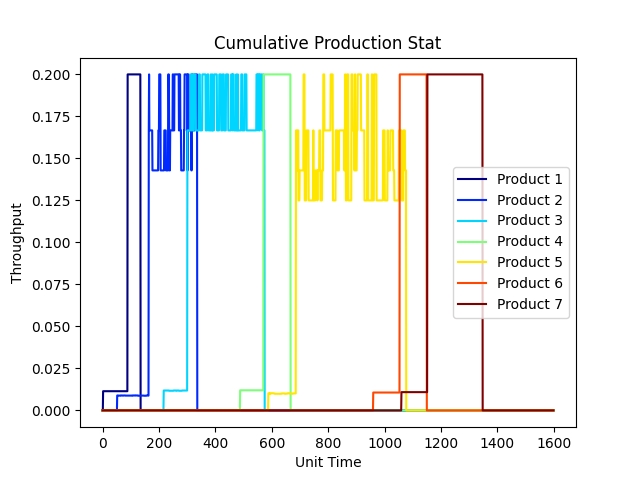 Cumulative Production Stat
Throughput
0.200
0.175
0.150
0.125
0.100
0.075
0.050
0.025
0.000
Product 1
Product 2
Product 3
Product 4
Product 5
Product 6
Product 7
0 200 400 600 800 1000 1200 1400 1600
Unit Time